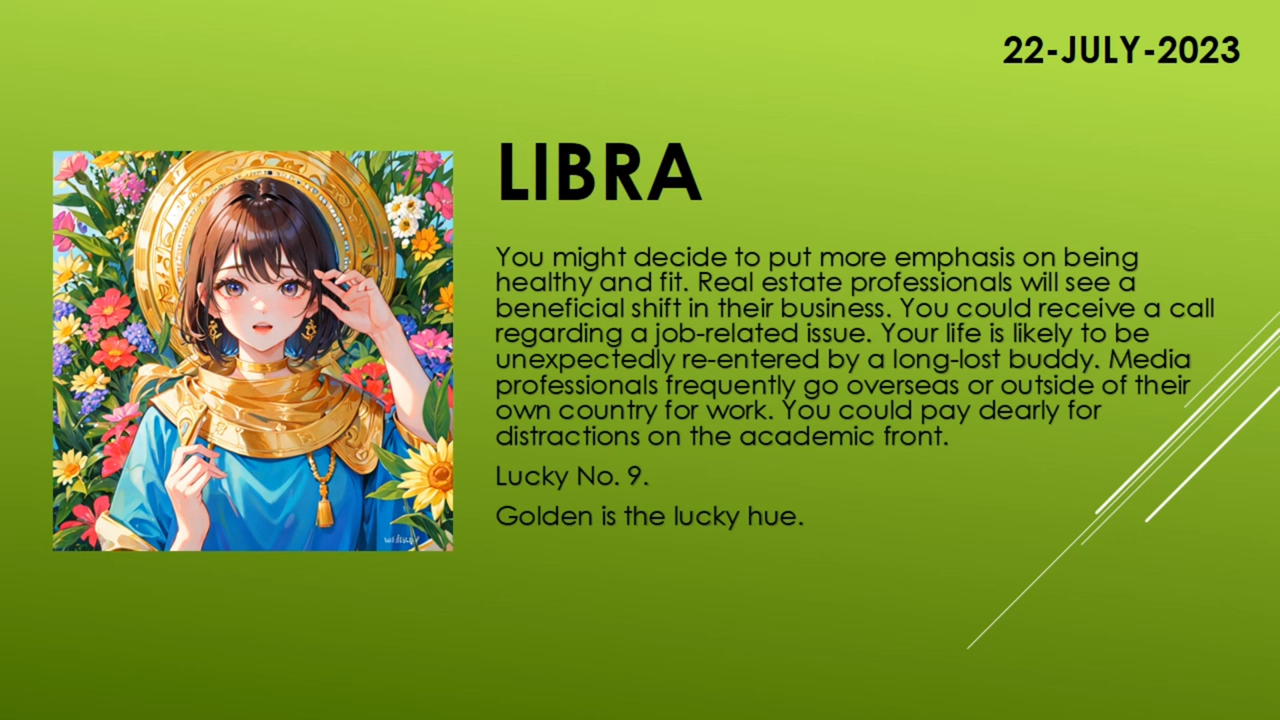 22-JULY-2023
LIBRA
You might decide to put more emphasis on being
healthy and fit. Real estate professionals will see a
beneficial shift in their business. You could receive a call
regarding a job-related issue. Your life is likely to be
unexpectedly re-entered by a long-lost buddy. Media
professionals frequently go overseas or outside of their
own country for work. You could pay dearly for
distractions on the academic front.
Lucky No. 9.
Golden is the lucky hue.